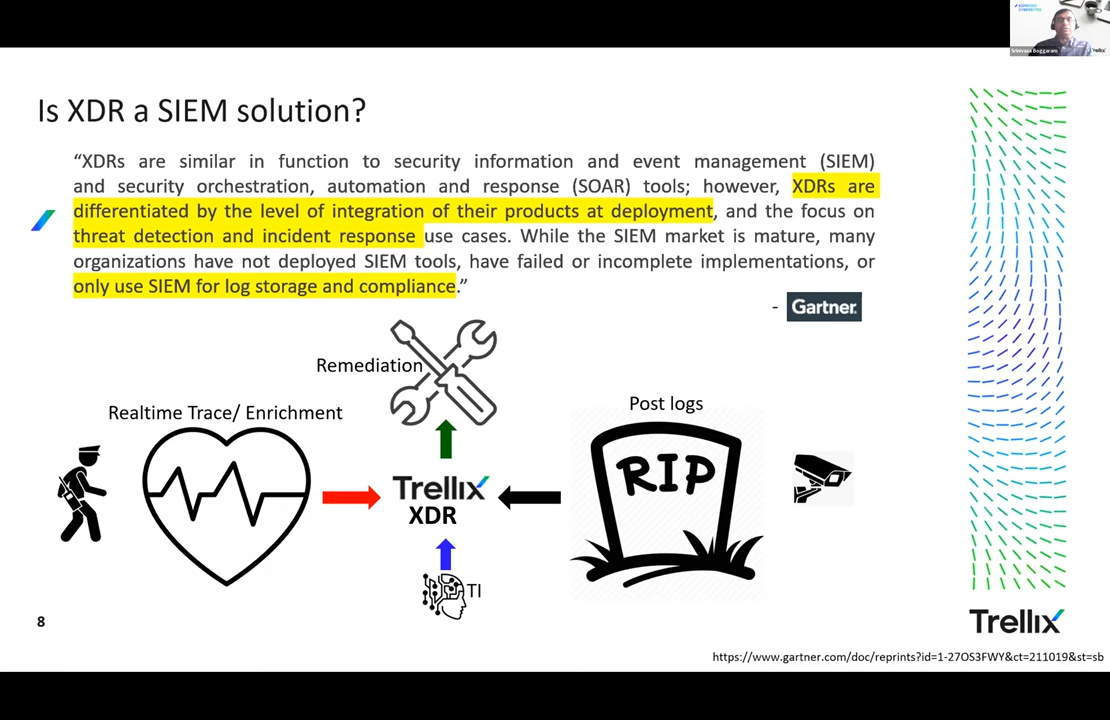 Srinivasa Boggaram
Trellix
Is XDR a SIEM solution?
“XDRs are similar in function to security information and event management (SIEM)
and security orchestration, automation and response (SOAR) tools; however, XDRs are
differentiated by the level of integration of their products at deployment, and the focus on
threat detection and incident response use cases. While the SIEM market is mature, many
organizations have not deployed SIEM tools, have failed or incomplete implementations, or
only use SIEM for log storage and compliance.”
- Gartner
Remediation
Realtime Trace/ Enrichment
Post logs
RIP
Trellix
XDR
TI
8
Trellix
https://www.gartner.com/doc/reprints?id=1-27OS3FWY&ct=211019&st=sb